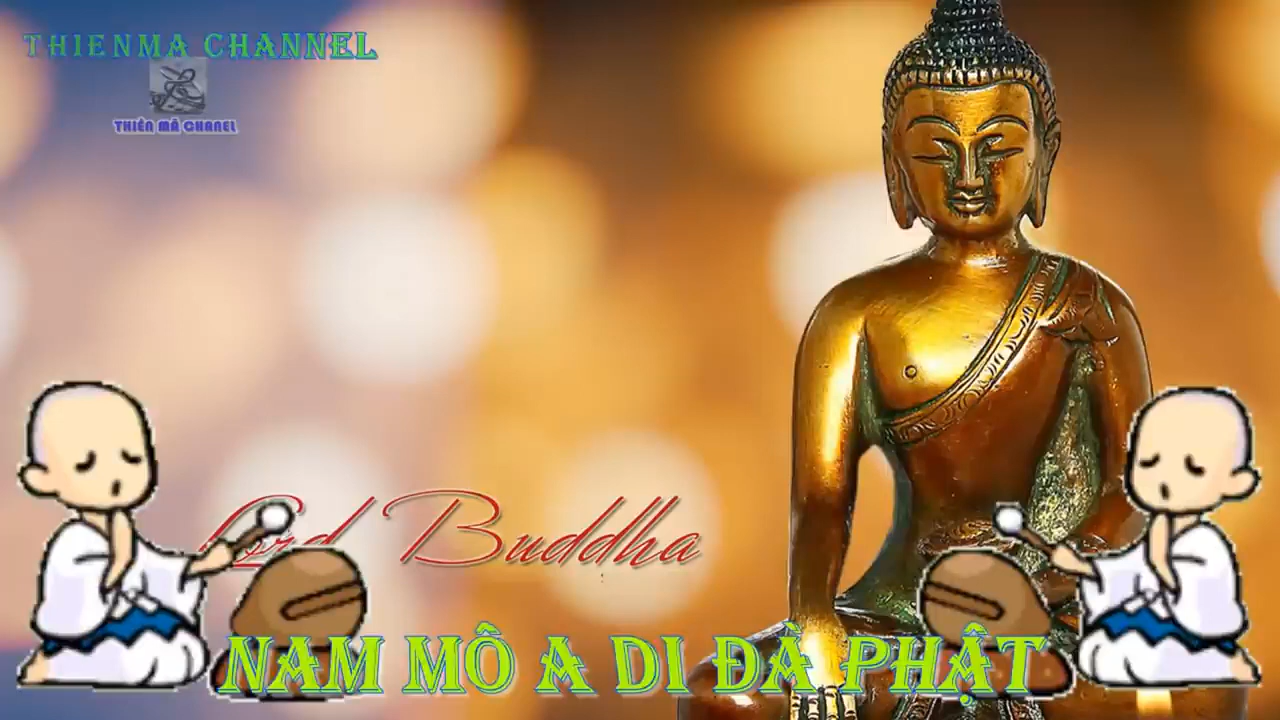 THIENMA CHANNEL
THIÊN MÃ CHANEL
Lord Buddha
NAM MÔ A DI ĐÀ PHẬT